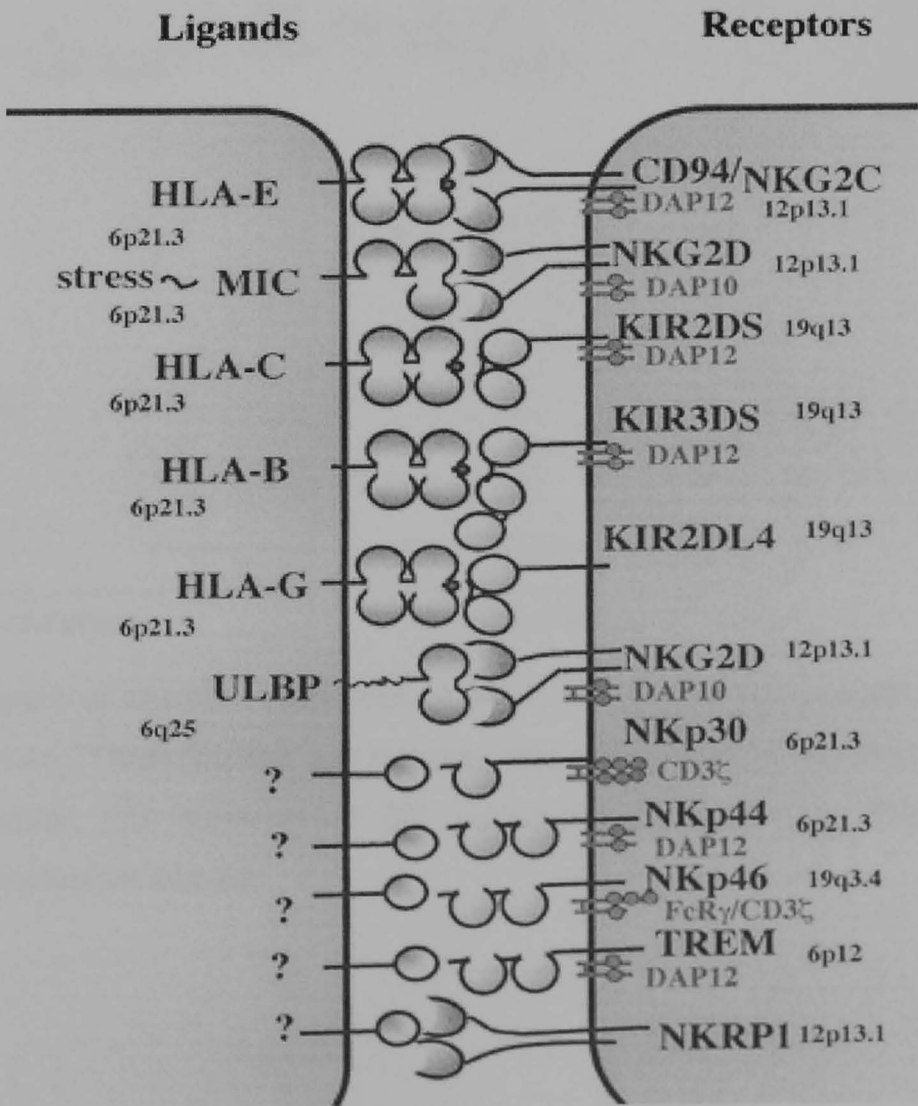 Ligands
Receptors
HLA-E
6p21.3
CD94/NKG2C
DAP12
12p13.1
stress ~ MIC
6p21.3
NKG2D
12p13.1
DAP10
HLA-C
6p21.3
KIR2DS
19q13
DAP12
HLA-B
6p21.3
KIR3DS
19q13
DAP12
HLA-G
6p21.3
KIR2DL4
19q13
ULBP
6q25
NKG2D
12p13.1
DAP10
?
NKp30
6p21.3
CD3ζ
?
NKp44
6p21.3
DAP12
?
NKp46
19q3.4
FcRγ/CD3ζ
?
TREM
6p12
DAP12
?
NKRP1
12p13.1